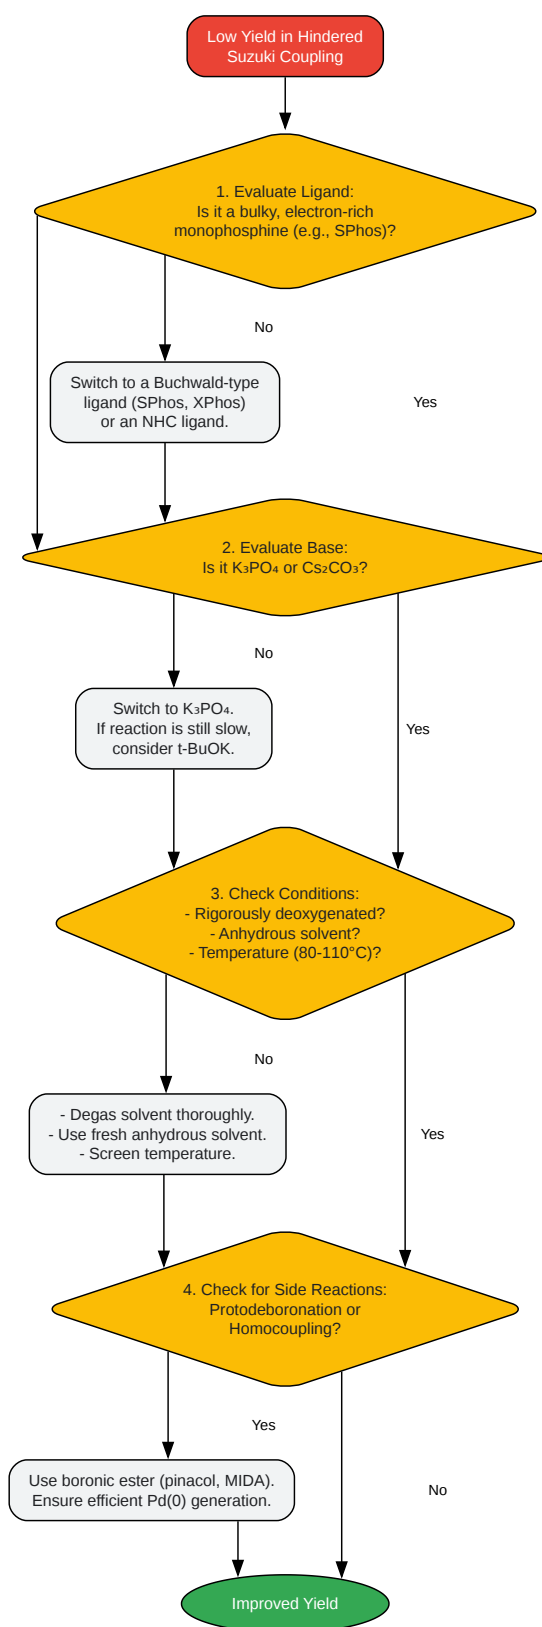 Low Yield in Hindered
Suzuki Coupling
1. Evaluate Ligand:
Is it a bulky, electron-rich
monophosphine (e.g., SPhos)?
No
Switch to a Buchwald-type
ligand (SPhos, XPhos)
or an NHC ligand.
Yes
2. Evaluate Base:
Is it K₃PO₄ or Cs₂CO₃?
No
Switch to K₃PO₄.
If reaction is still slow,
consider t-BuOK.
Yes
3. Check Conditions:
- Rigorously deoxygenated?
- Anhydrous solvent?
- Temperature (80-110°C)?
No
- Degas solvent thoroughly.
- Use fresh anhydrous solvent.
- Screen temperature.
Yes
4. Check for Side Reactions:
Protodeboronation or
Homocoupling?
Yes
Use boronic ester (pinacol, MIDA).
Ensure efficient Pd(0) generation.
No
Improved Yield